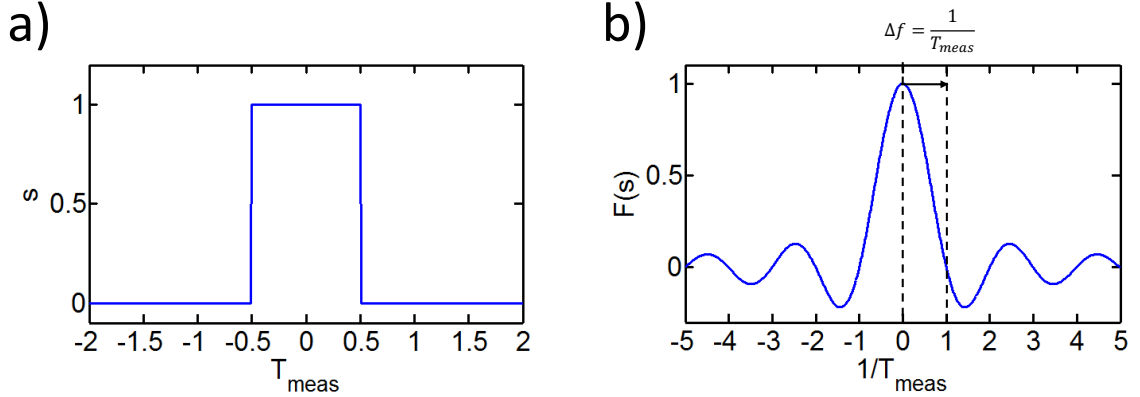 a)
1
0.5
0
s
-2 -1.5 -1 -0.5 0 0.5 1 1.5 2
T_meas
b)
Δf = 1/T_meas
1
0.5
0
F(s)
-5 -4 -3 -2 -1 0 1 2 3 4 5
1/T_meas